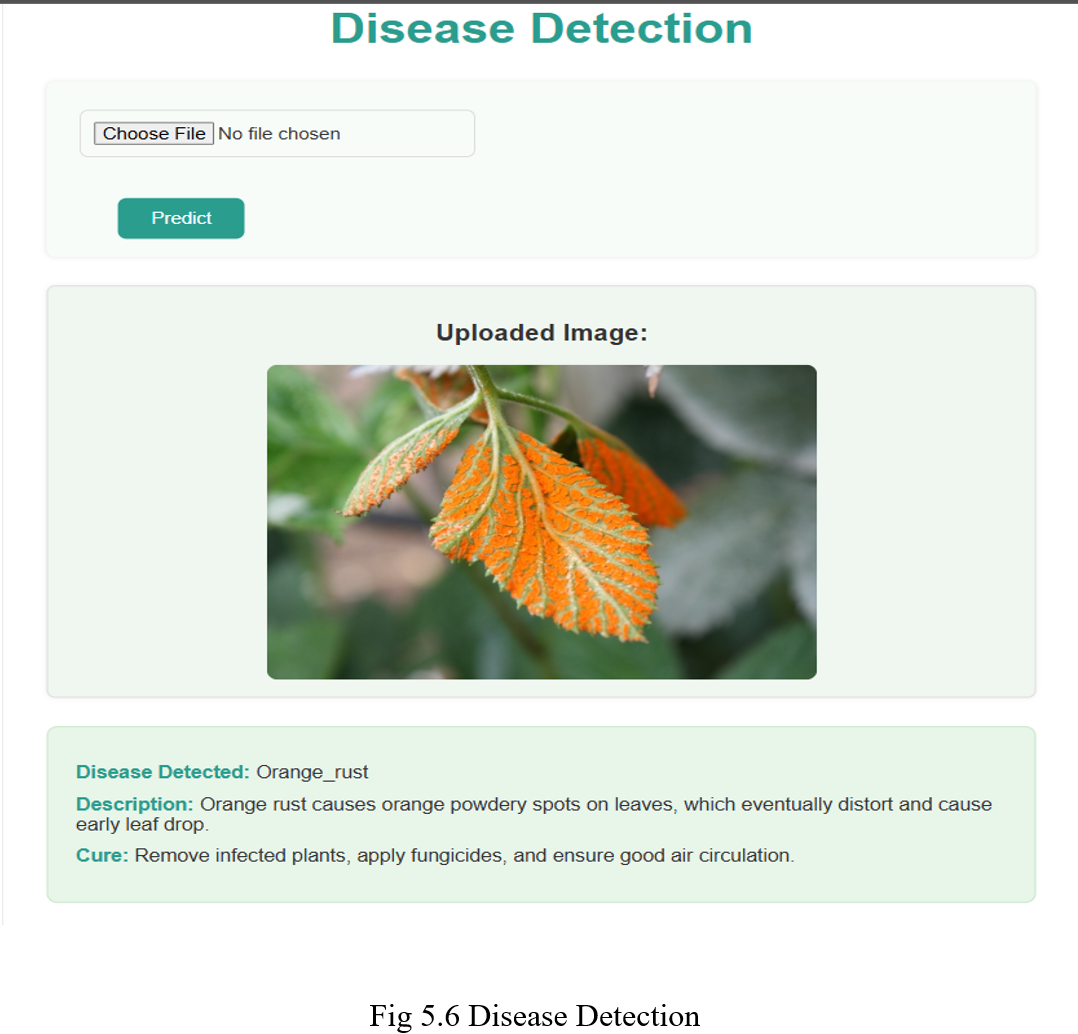 Disease Detection
Choose File No file chosen
Predict
Uploaded Image:
Disease Detected: Orange_rust
Description: Orange rust causes orange powdery spots on leaves, which eventually distort and cause
early leaf drop.
Cure: Remove infected plants, apply fungicides, and ensure good air circulation.
Fig 5.6 Disease Detection